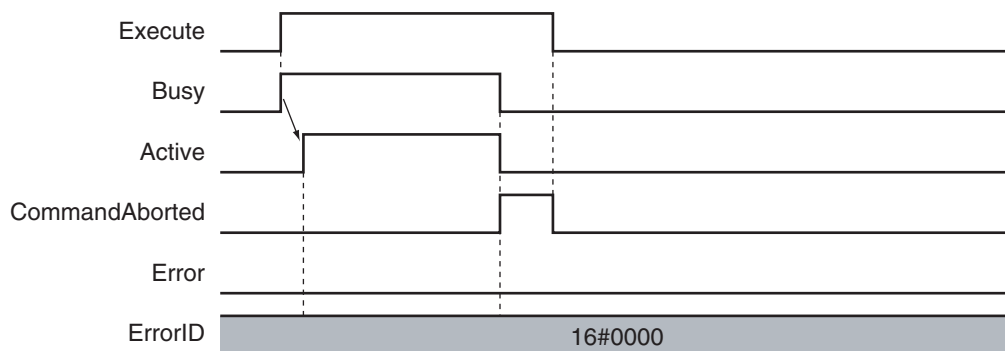 Execute
Busy
Active
CommandAborted
Error
ErrorID 16#0000